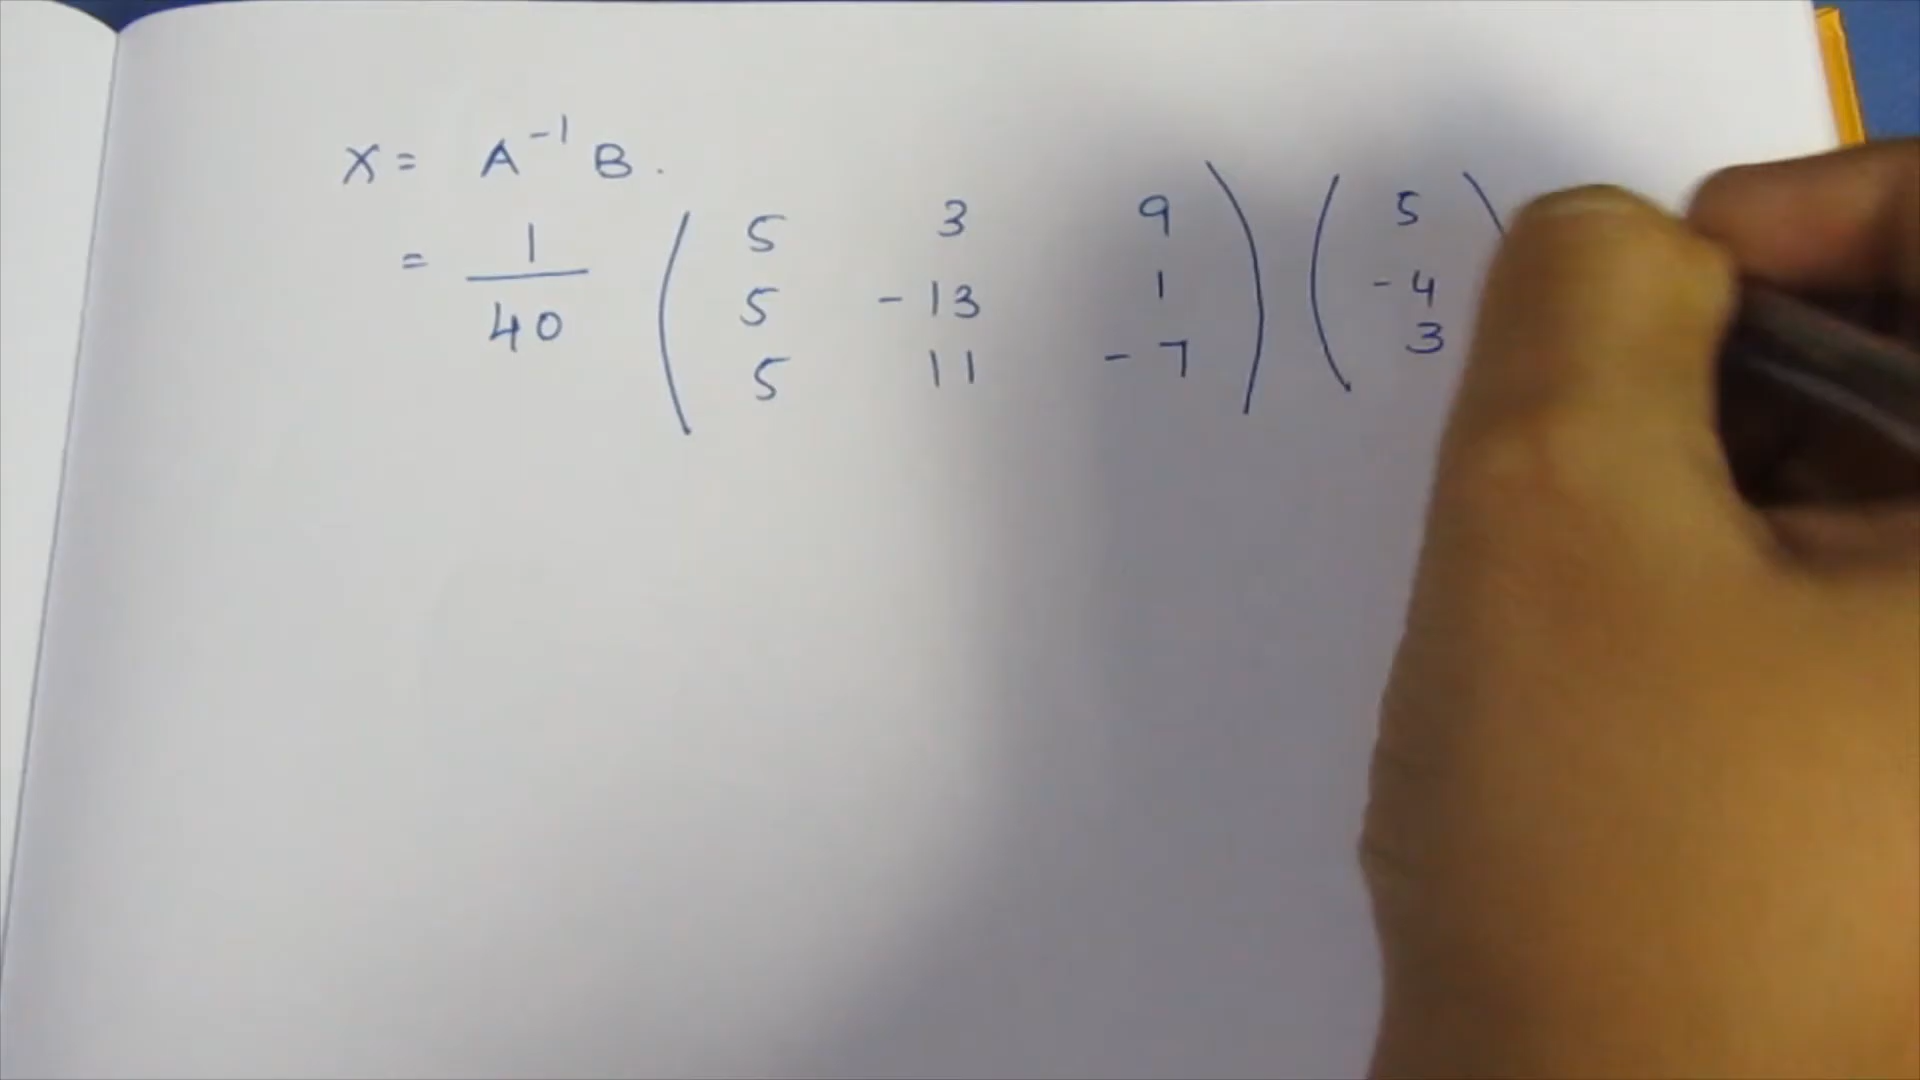 X = A⁻¹ B.
= 1/40 ( 5 3 9 ) ( 5 )
5 -13 1 -4
5 11 -7 3